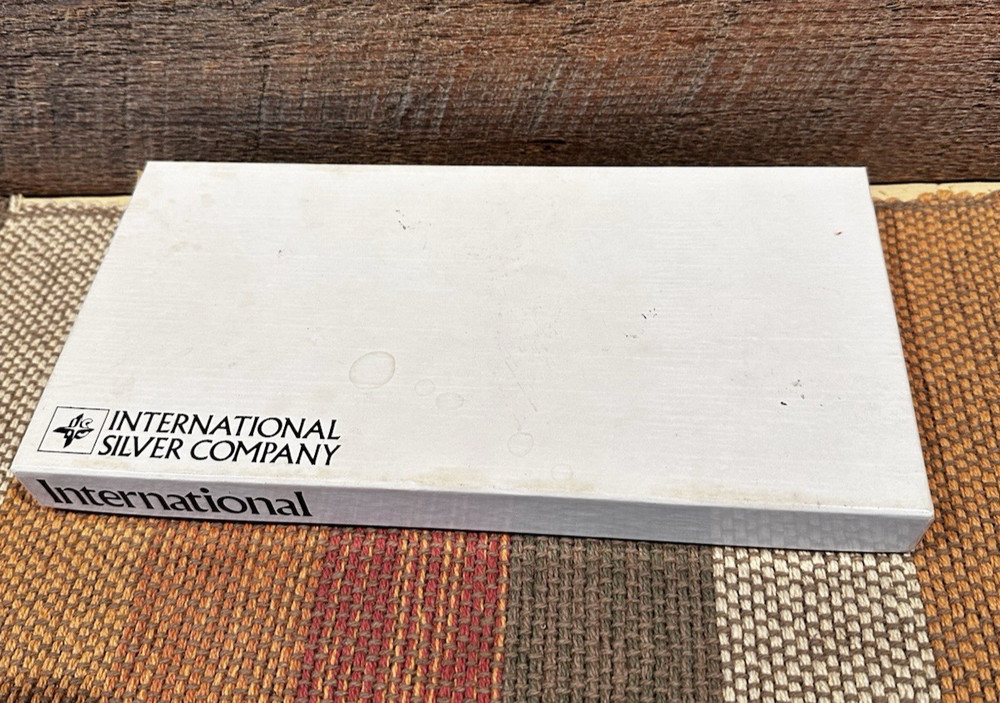 INTERNATIONAL
SILVER COMPANY
International